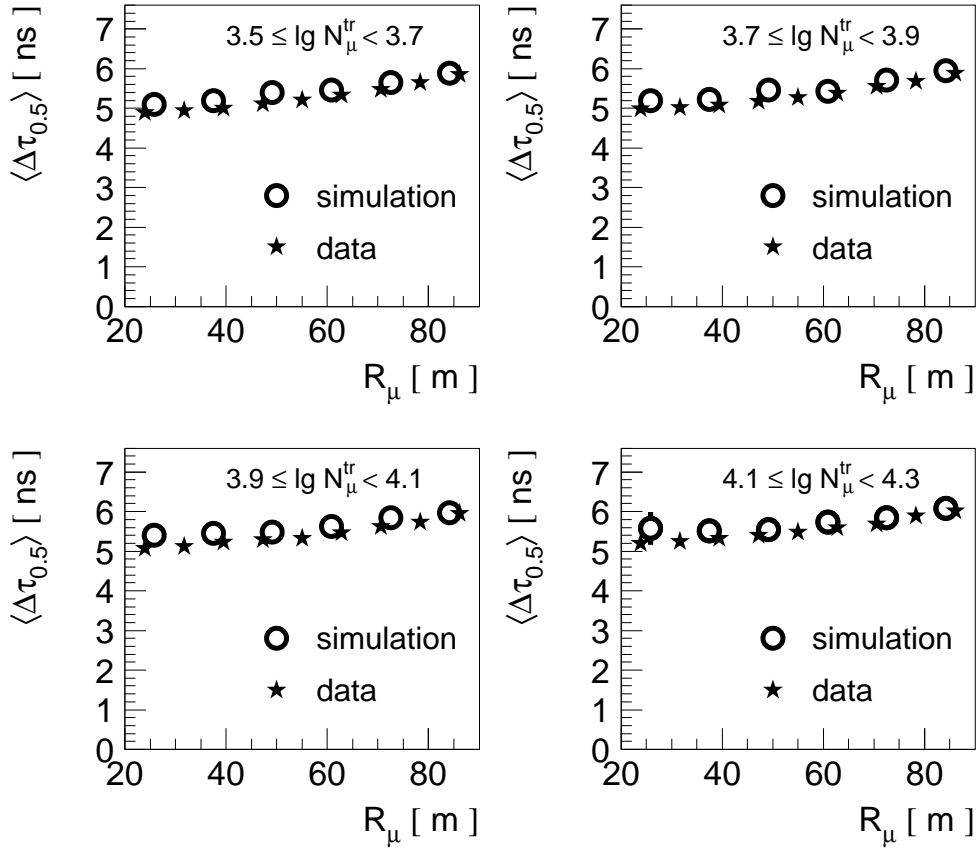 ⟨Δτ0.5⟩ [ ns ]
7
6
5
4
3
2
1
0
3.5 ≤ lg N_μ^tr < 3.7
simulation
data
20 40 60 80
R_μ [ m ]
⟨Δτ0.5⟩ [ ns ]
7
6
5
4
3
2
1
0
3.7 ≤ lg N_μ^tr < 3.9
simulation
data
20 40 60 80
R_μ [ m ]
⟨Δτ0.5⟩ [ ns ]
7
6
5
4
3
2
1
0
3.9 ≤ lg N_μ^tr < 4.1
simulation
data
20 40 60 80
R_μ [ m ]
⟨Δτ0.5⟩ [ ns ]
7
6
5
4
3
2
1
0
4.1 ≤ lg N_μ^tr < 4.3
simulation
data
20 40 60 80
R_μ [ m ]